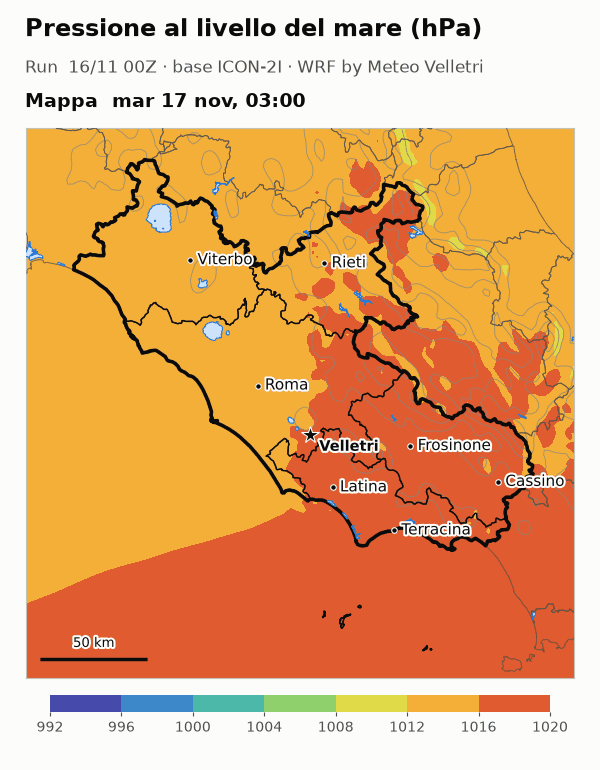 Pressione al livello del mare (hPa)
Run  16/11 00Z · base ICON-2I · WRF by Meteo Velletri
Mappa  mar 17 nov, 03:00
Viterbo
Rieti
Roma
Velletri
Frosinone
Latina
Cassino
Terracina
50 km
992 996 1000 1004 1008 1012 1016 1020